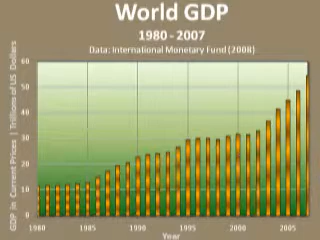 World GDP
1980 - 2007
Data: International Monetary Fund (2008)
GDP in Current Prices | Trillions of US Dollars
60
50
40
30
20
10
0
1980 1985 1990 1995 2000 2005
Year